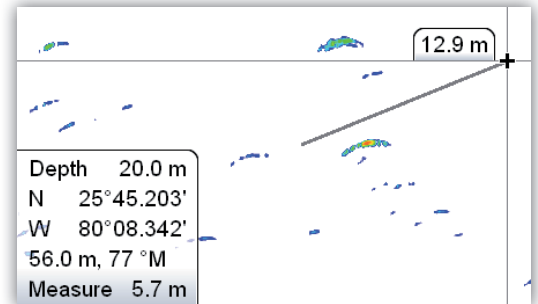 12.9 m
Depth 20.0 m
N 25°45.203'
W 80°08.342'
56.0 m, 77 °M
Measure 5.7 m